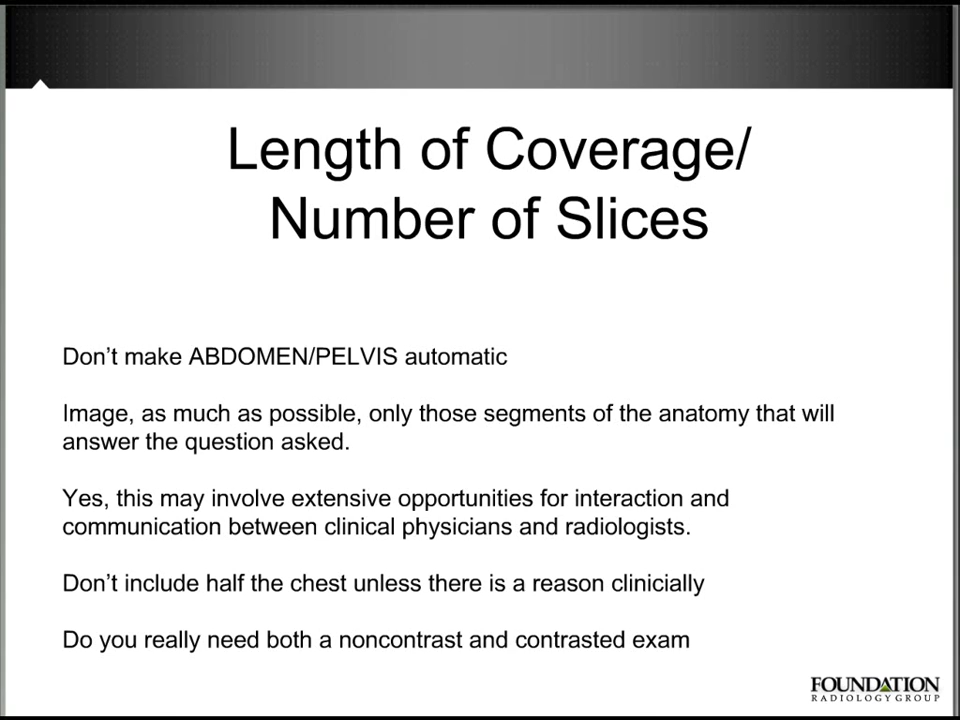 Length of Coverage/
Number of Slices
Don't make ABDOMEN/PELVIS automatic
Image, as much as possible, only those segments of the anatomy that will
answer the question asked.
Yes, this may involve extensive opportunities for interaction and
communication between clinical physicians and radiologists.
Don't include half the chest unless there is a reason clinicially
Do you really need both a noncontrast and contrasted exam
FOUNDATION
RADIOLOGY GROUP